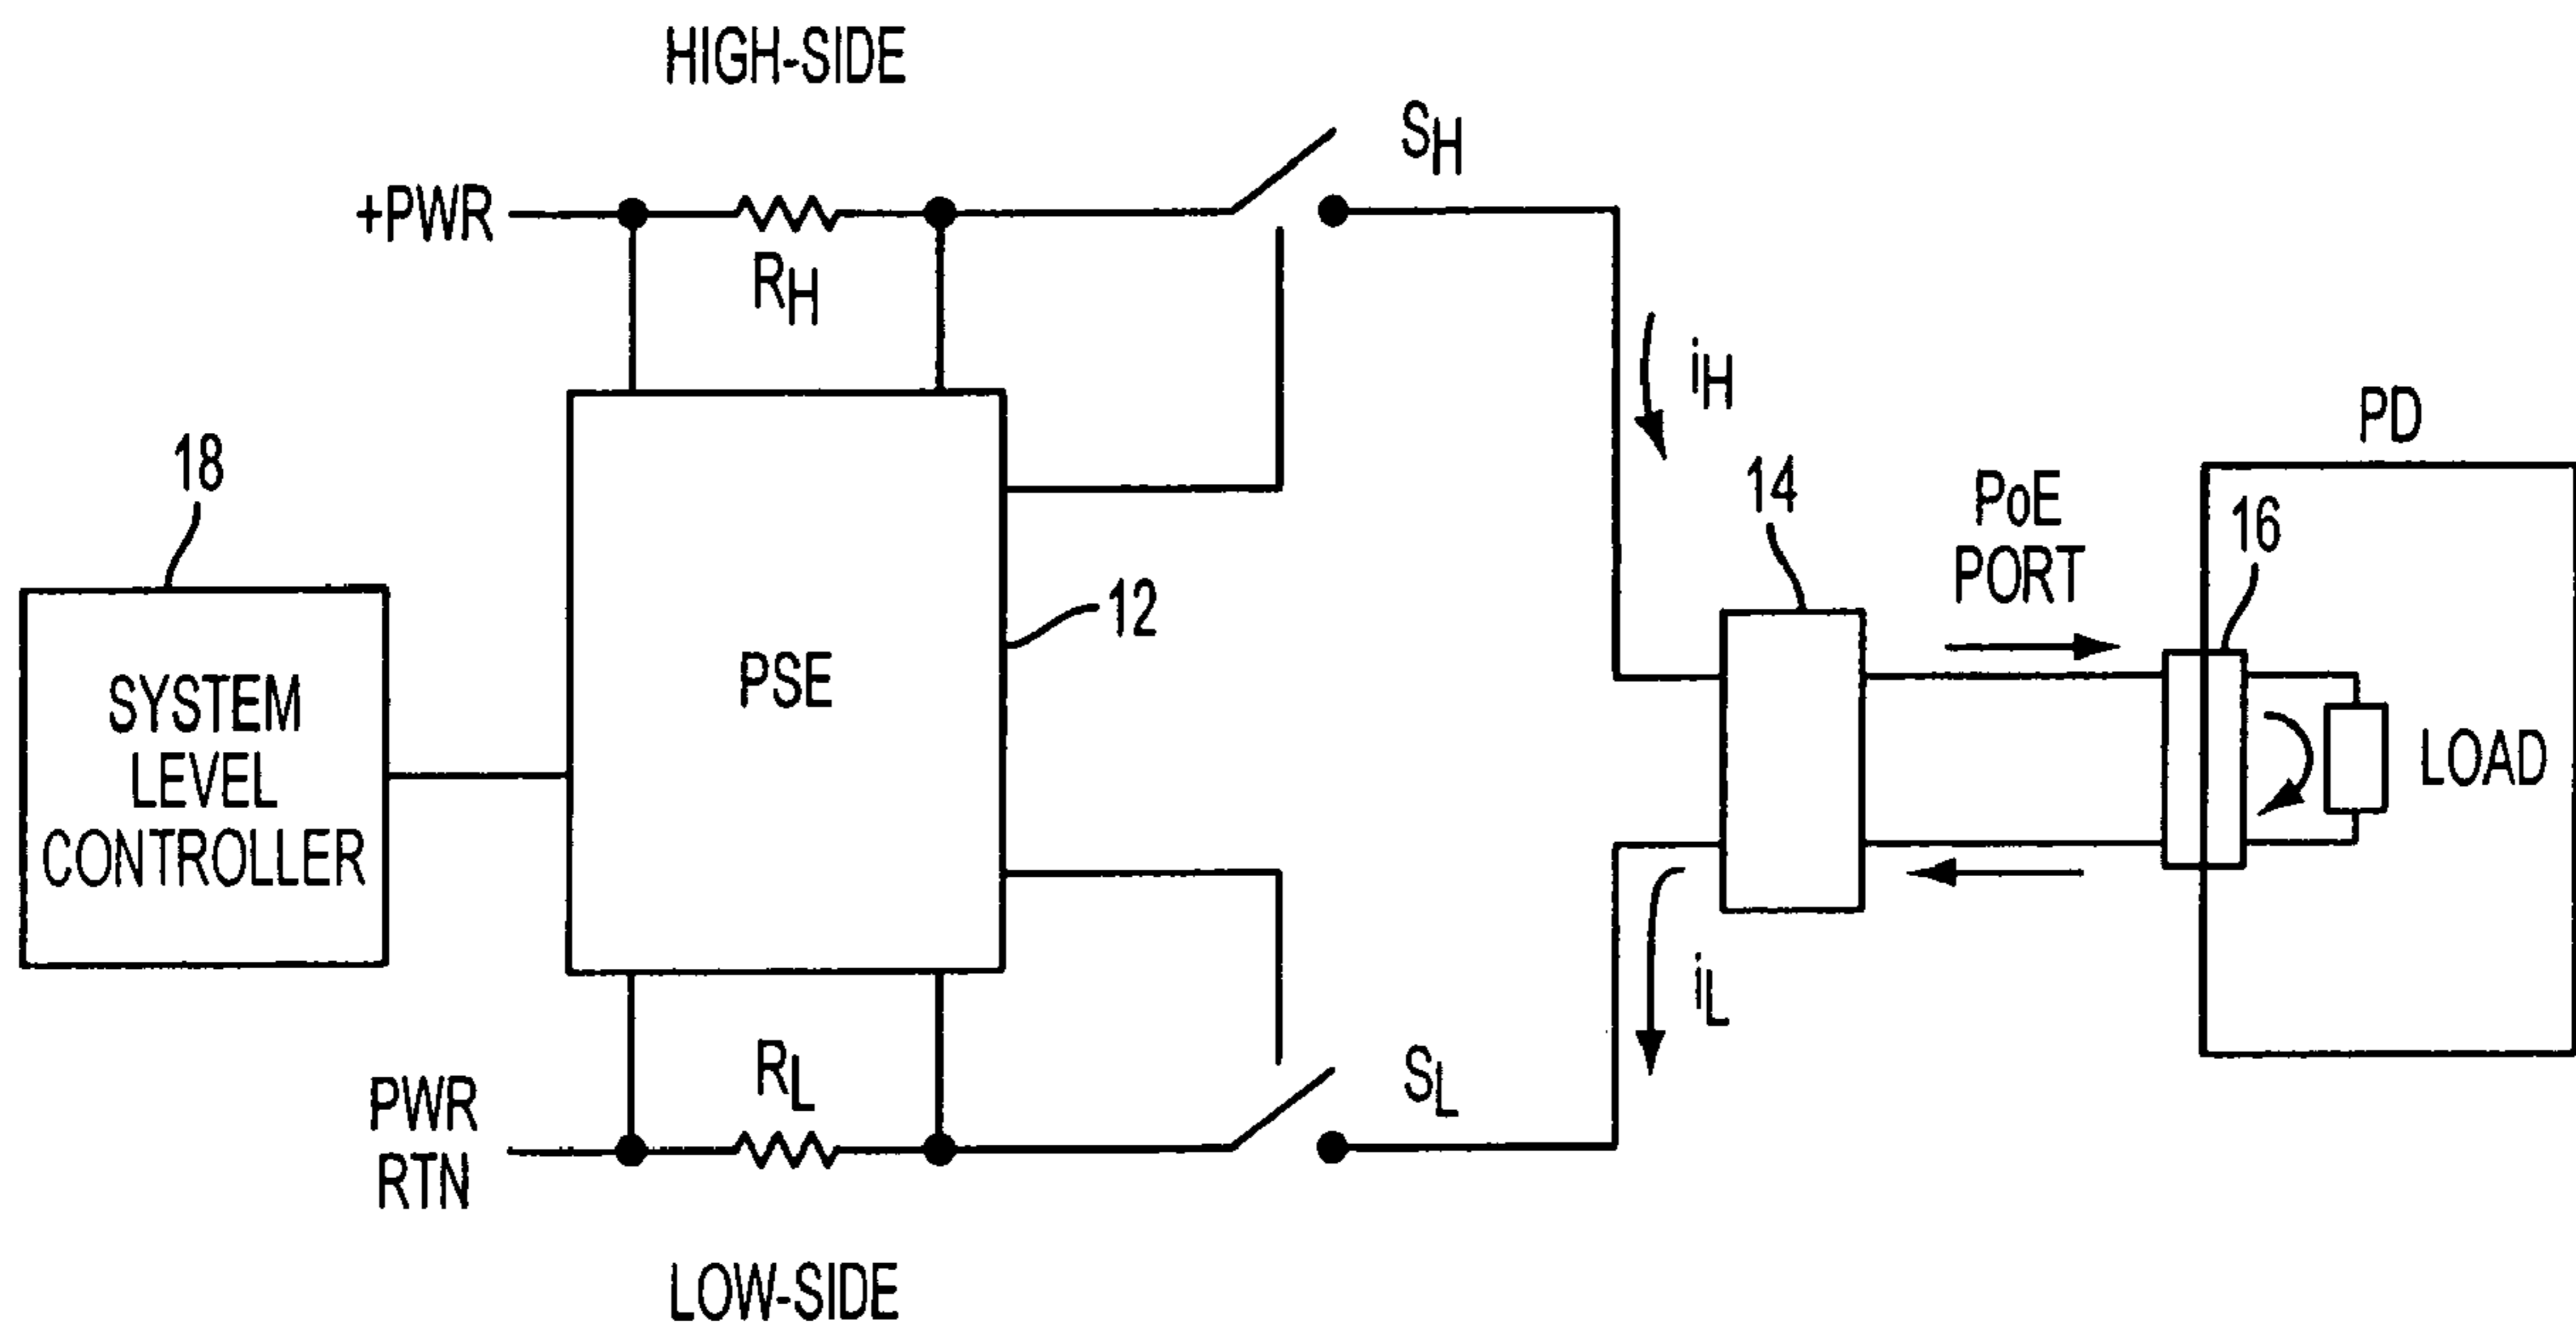 HIGH-SIDE
+PWR
RH
SH
iH
18
SYSTEM
LEVEL
CONTROLLER
PSE
12
14
PoE
PORT
PD
16
LOAD
iL
PWR
RTN
RL
SL
LOW-SIDE